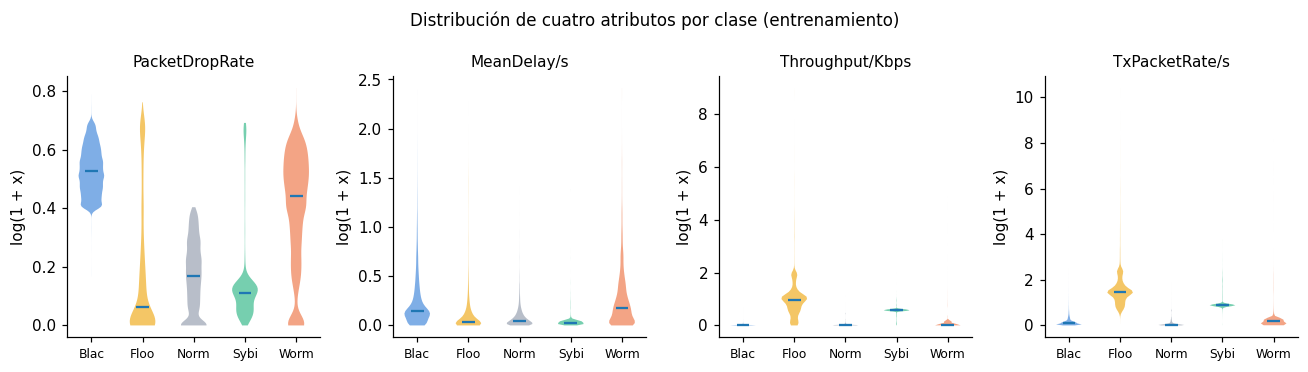 Distribución de cuatro atributos por clase (entrenamiento)
PacketDropRate
log(1 + x)
0.8
0.6
0.4
0.2
0.0
Blac Floo Norm Sybi Worm
MeanDelay/s
log(1 + x)
2.5
2.0
1.5
1.0
0.5
0.0
Blac Floo Norm Sybi Worm
Throughput/Kbps
log(1 + x)
8
6
4
2
0
Blac Floo Norm Sybi Worm
TxPacketRate/s
log(1 + x)
10
8
6
4
2
0
Blac Floo Norm Sybi Worm